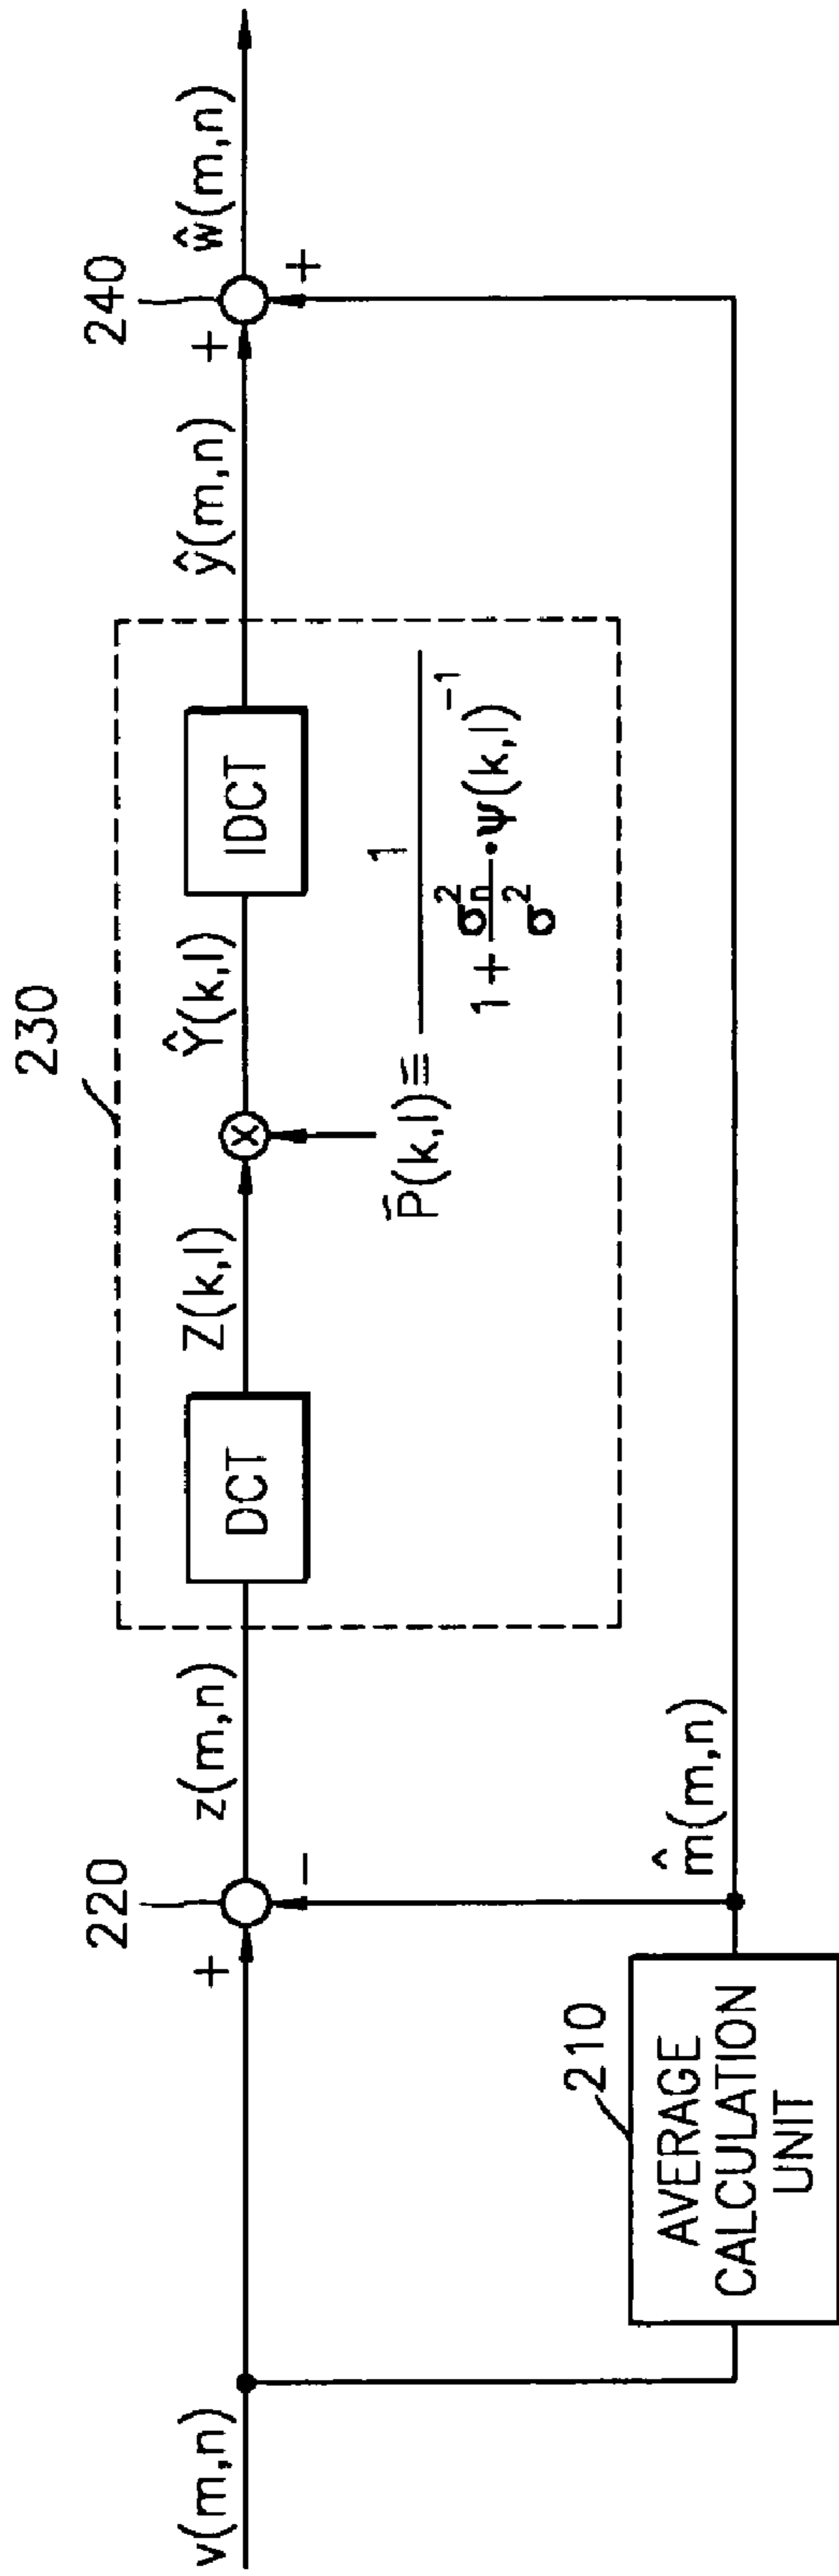 230
220
240
v(m,n)
+
-
z(m,n)
DCT
Z(k,l)
x
Ŷ(k,l)
IDCT
ŷ(m,n)
+
+
ŵ(m,n)
P̃(k,l) ≡ 1 / (1 + σn² / σ² · ψ(k,l)⁻¹)
210
AVERAGE
CALCULATION
UNIT
m̂(m,n)